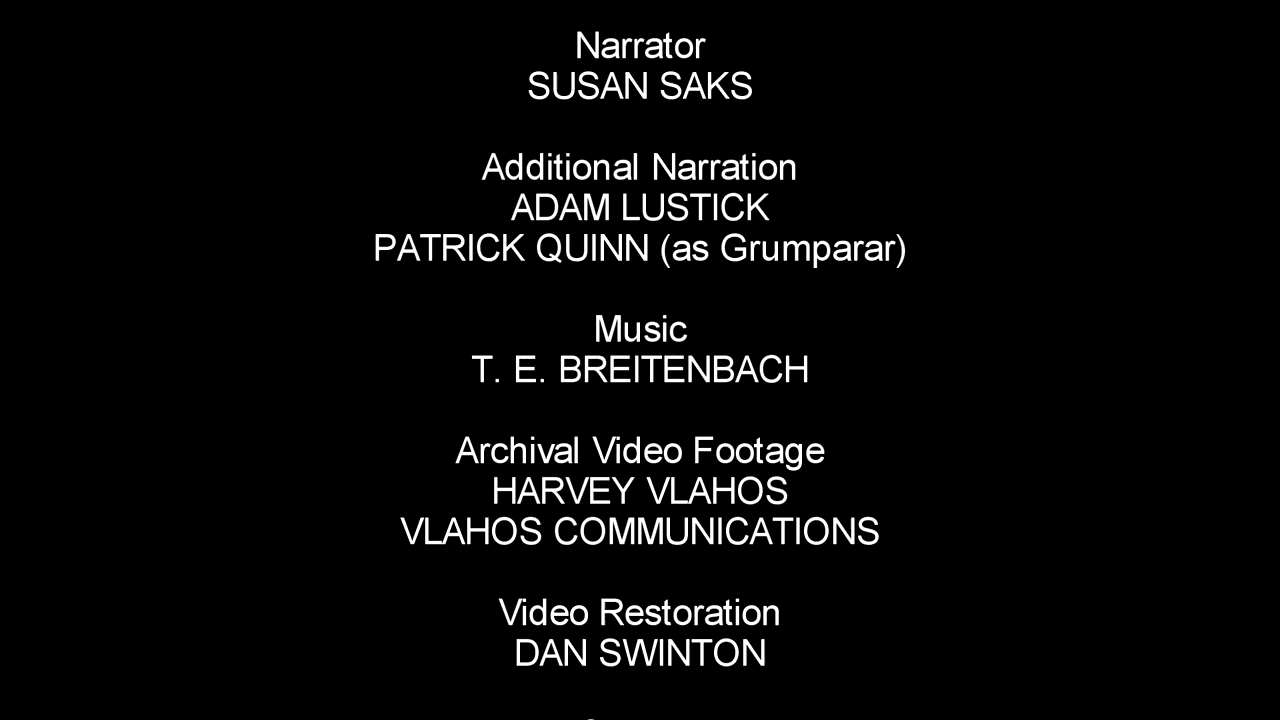 Narrator
SUSAN SAKS
Additional Narration
ADAM LUSTICK
PATRICK QUINN (as Grumparar)
Music
T. E. BREITENBACH
Archival Video Footage
HARVEY VLAHOS
VLAHOS COMMUNICATIONS
Video Restoration
DAN SWINTON